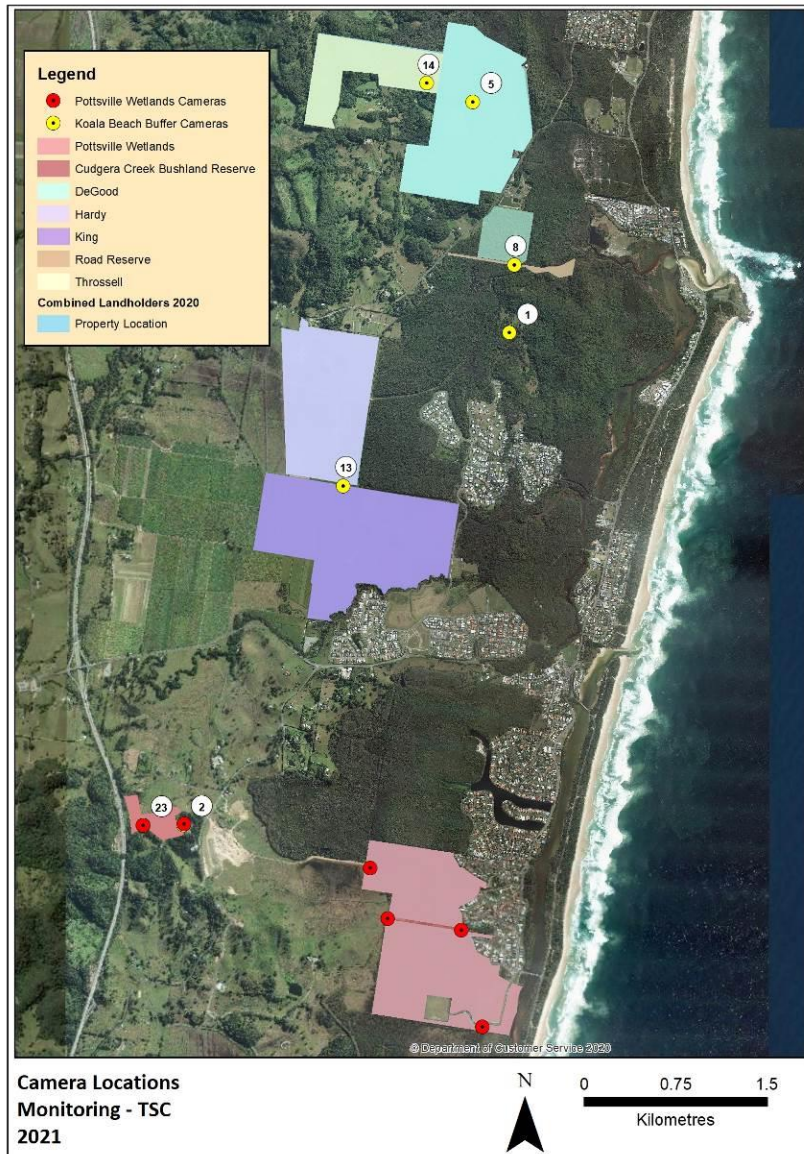 Legend
Pottsville Wetlands Cameras
Koala Beach Buffer Cameras
Pottsville Wetlands
Cudgera Creek Bushland Reserve
DeGood
Hardy
King
Road Reserve
Throssell
Combined Landholders 2020
Property Location
14
5
8
1
13
23
2
© Department of Customer Service 2020
Camera Locations
Monitoring - TSC
2021
N
0 0.75 1.5
Kilometres